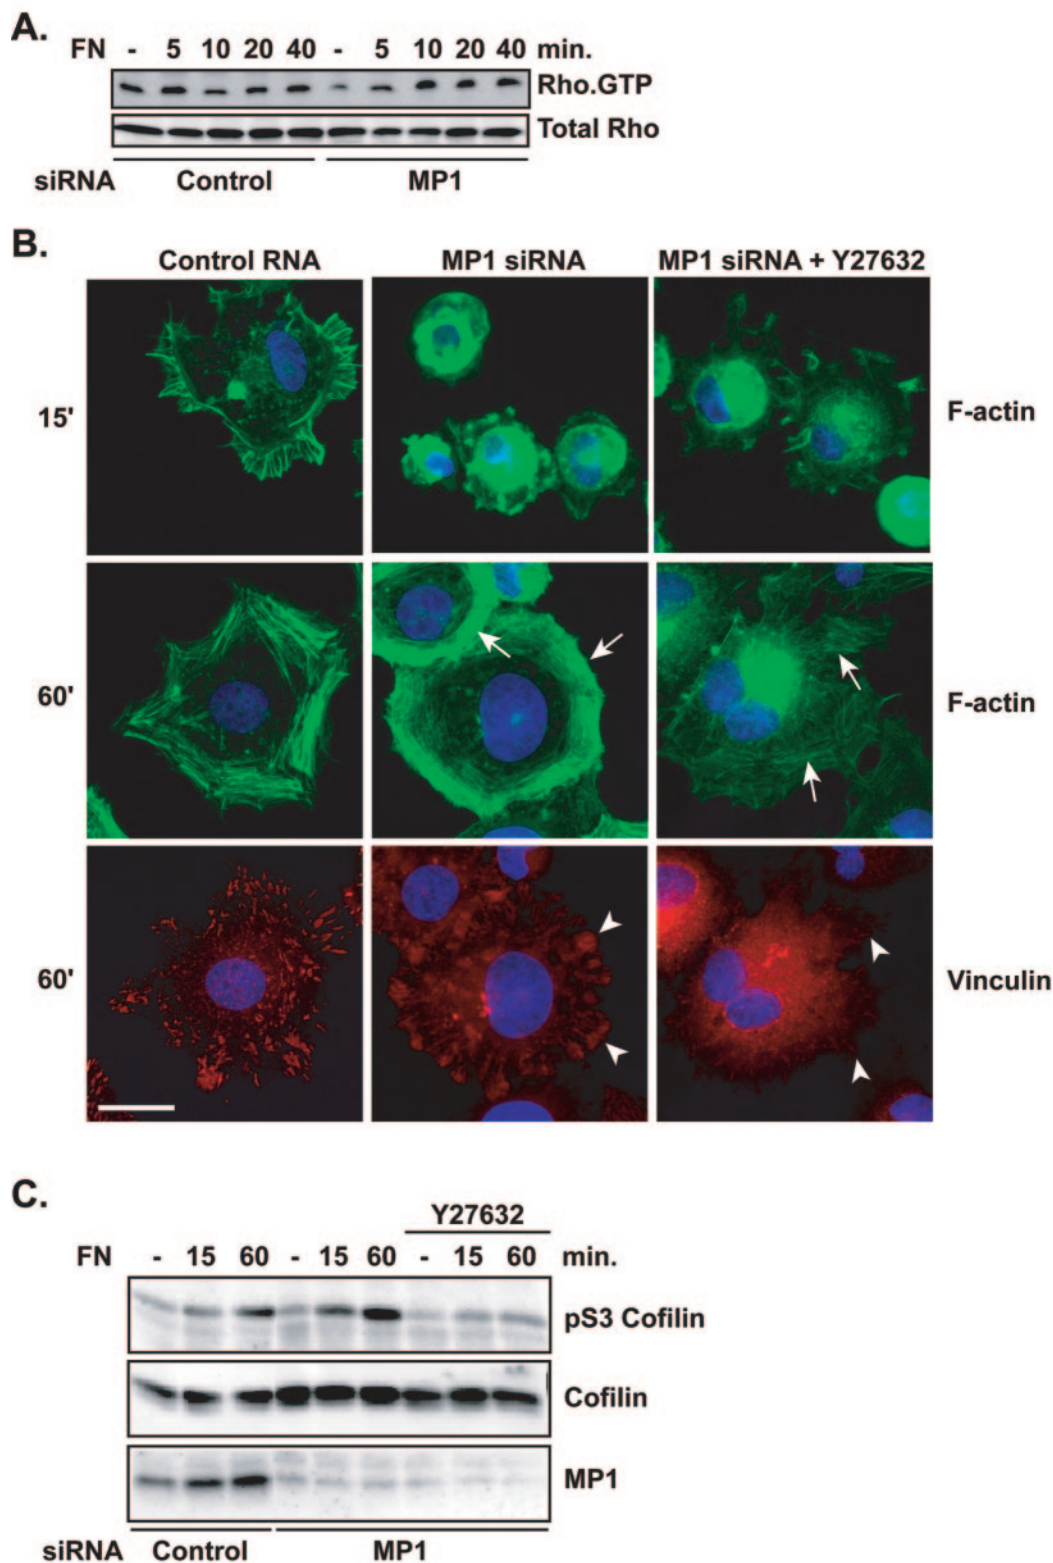 A.
FN - 5 10 20 40 - 5 10 20 40 min.
Rho.GTP
Total Rho
siRNA Control MP1
B.
Control RNA MP1 siRNA MP1 siRNA + Y27632
15' F-actin
60' F-actin
60' Vinculin
C.
Y27632
FN - 15 60 - 15 60 - 15 60 min.
pS3 Cofilin
Cofilin
MP1
siRNA Control MP1